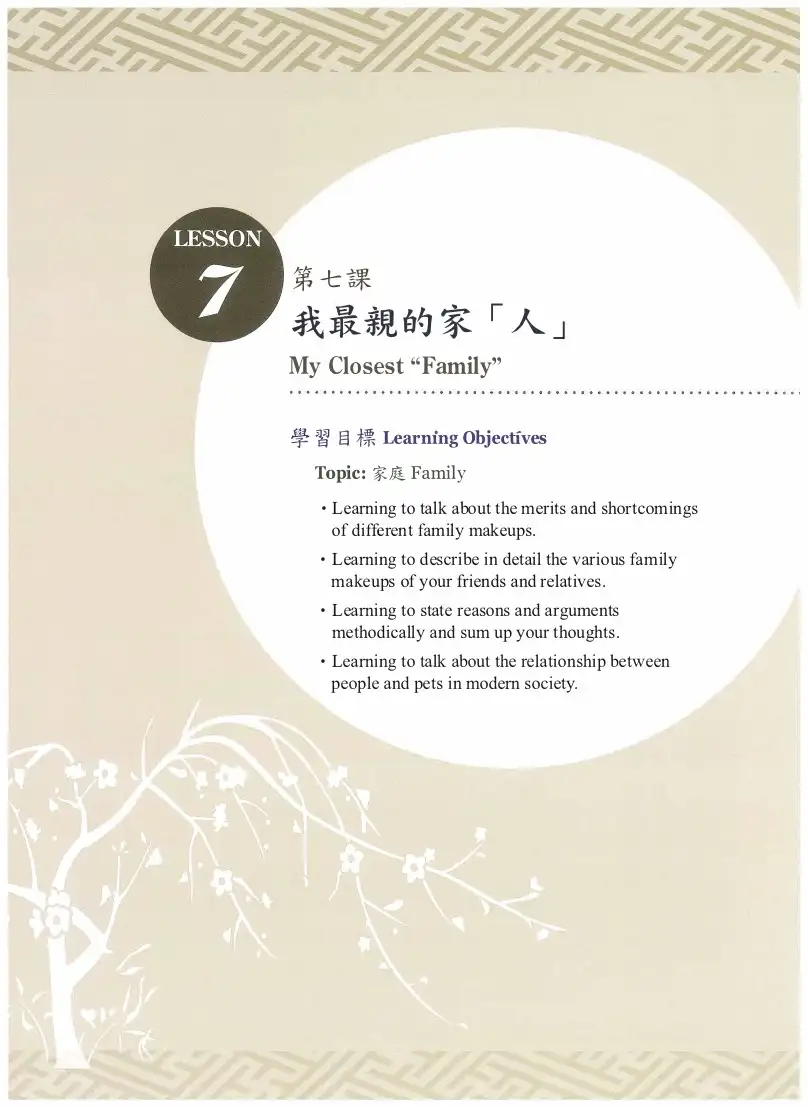 LESSON
7
第七課
我最親的家「人」
My Closest “Family”
學習目標 Learning Objectives
Topic: 家庭 Family
・Learning to talk about the merits and shortcomings
of different family makeups.
・Learning to describe in detail the various family
makeups of your friends and relatives.
・Learning to state reasons and arguments
methodically and sum up your thoughts.
・Learning to talk about the relationship between
people and pets in modern society.